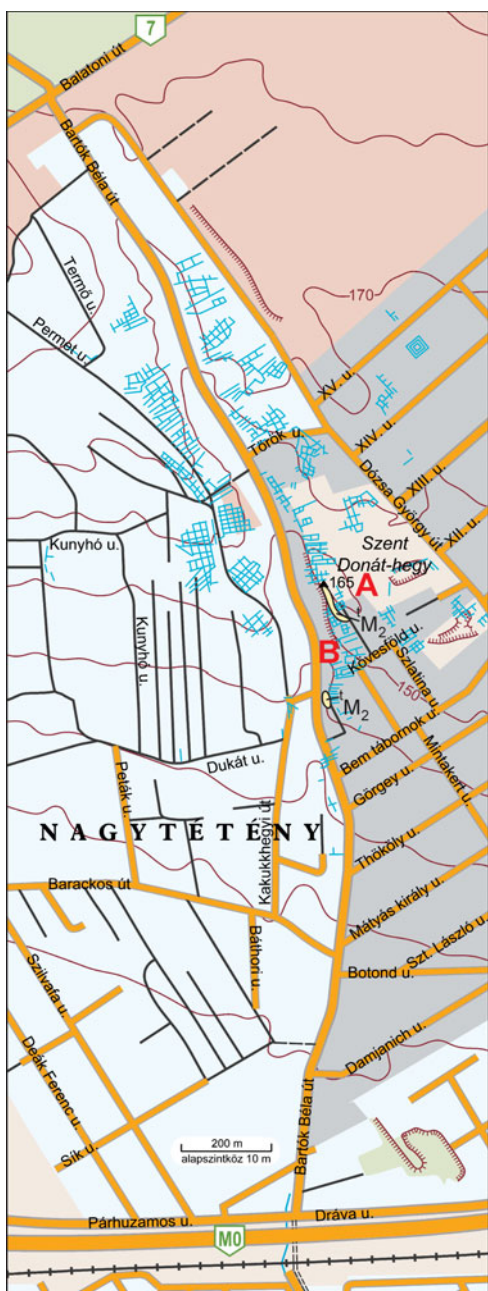 7
Balatoni út
Bartók Béla út
Termő u.
Permet u.
170
XV. u.
XIV. u.
Török u.
XIII. u.
Dózsa György út
XII. u.
Szent
Donát-hegy
Kunyhó u.
165
A
t
M2
Kövesföld u.
Kunyhó u.
B
Szlatina u.
150
t
M2
Bem tábornok u.
Mintakert u.
Dukát u.
Görgey u.
Peták u.
Kakukkhegyi út
NAGYTÉTÉNY
Thököly u.
Barackos út
Mátyás király u.
Báthori u.
Szt. László u.
Botond u.
Szilvafa u.
Damjanich u.
Deák Ferenc u.
Bartók Béla út
Sík u.
200 m
alapszintköz 10 m
Párhuzamos u.
Dráva u.
M0